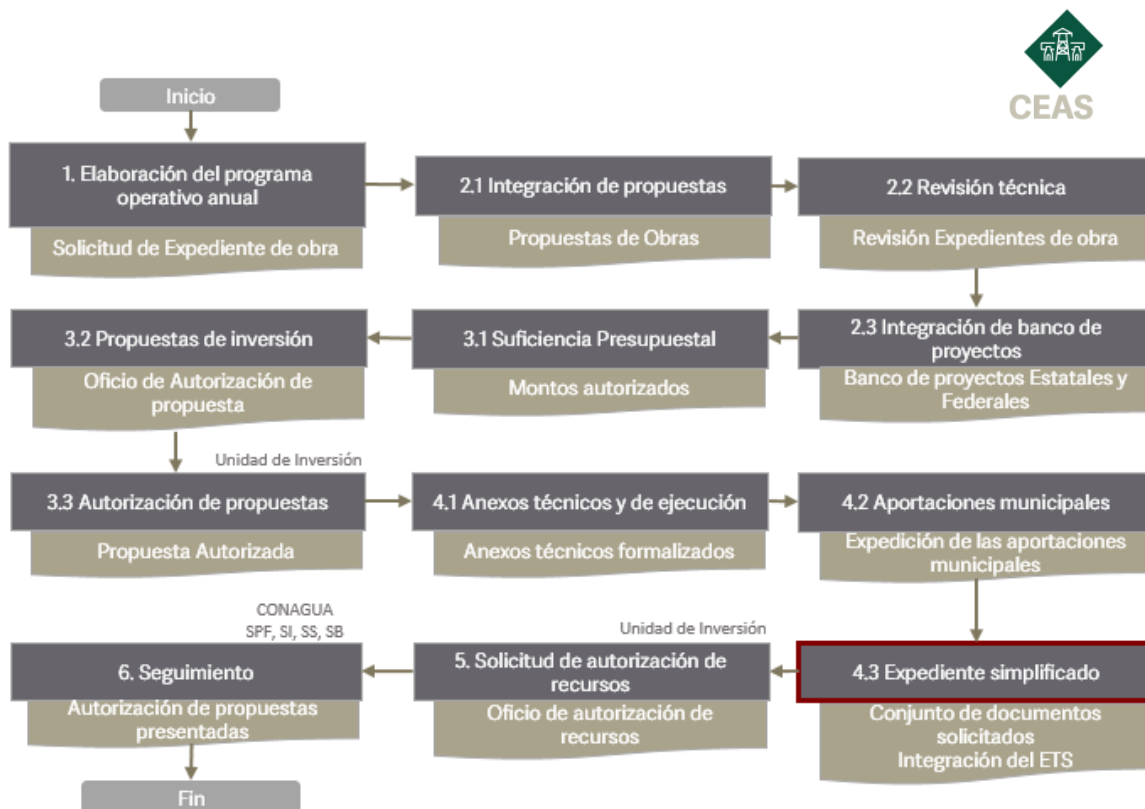 CEAS
Inicio
1. Elaboración del programa
operativo anual
Solicitud de Expediente de obra
2.1 Integración de propuestas
Propuestas de Obras
2.2 Revisión técnica
Revisión Expedientes de obra
3.2 Propuestas de inversión
Oficio de Autorización de
propuesta
3.1 Suficiencia Presupuestal
Montos autorizados
2.3 Integración de banco de
proyectos
Banco de proyectos Estatales y
Federales
Unidad de Inversión
3.3 Autorización de propuestas
Propuesta Autorizada
4.1 Anexos técnicos y de ejecución
Anexos técnicos formalizados
4.2 Aportaciones municipales
Expedición de las aportaciones
municipales
CONAGUA
SPF, SI, SS, SB
6. Seguimiento
Autorización de propuestas
presentadas
Unidad de Inversión
5. Solicitud de autorización de
recursos
Oficio de autorización de
recursos
4.3 Expediente simplificado
Conjunto de documentos
solicitados
Integración del ETS
Fin